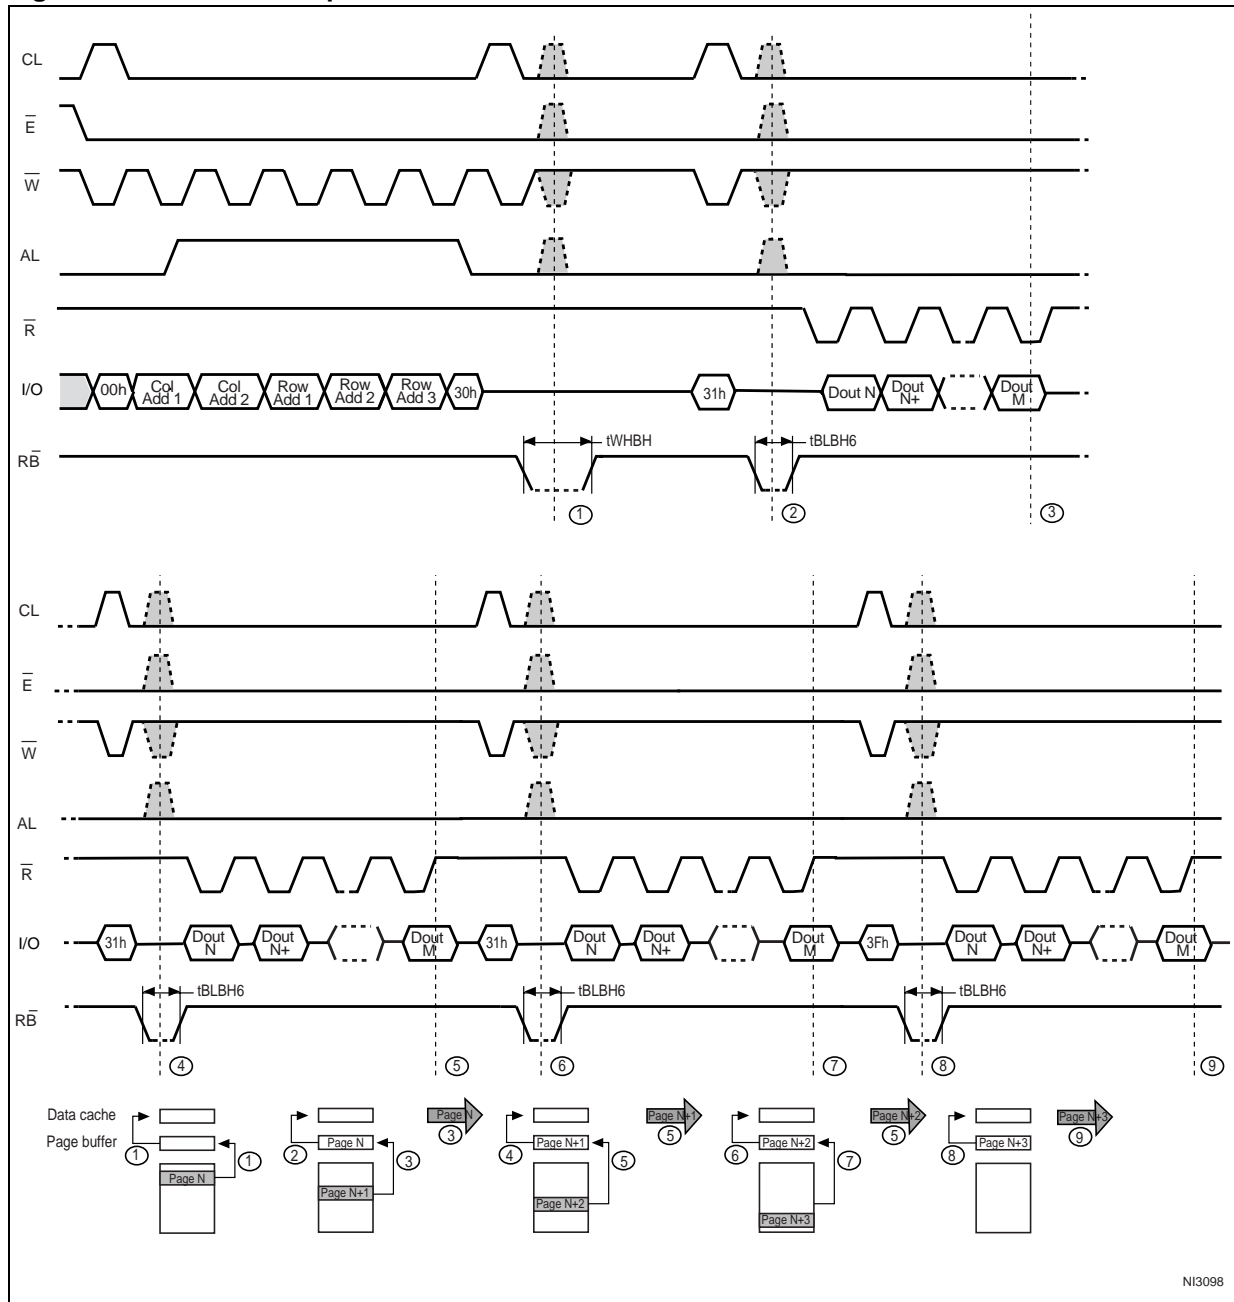 CL
E
W
AL
R
I/O
00h
Col Add 1
Col Add 2
Row Add 1
Row Add 2
Row Add 3
30h
31h
Dout N
Dout N+
Dout M
tWHBH
tBLBH6
RB
1
2
3
CL
E
W
AL
R
I/O
31h
Dout N
Dout N+
Dout M
31h
Dout N
Dout N+
Dout M
3Fh
Dout N
Dout N+
Dout M
tBLBH6
tBLBH6
tBLBH6
RB
4
5
6
7
8
9
Data cache
Page buffer
1
1
Page N
2
Page N
3
Page N+1
Page N
3
4
Page N+1
5
Page N+2
Page N+1
5
6
Page N+2
7
Page N+3
Page N+2
5
8
Page N+3
Page N+3
9
NI3098